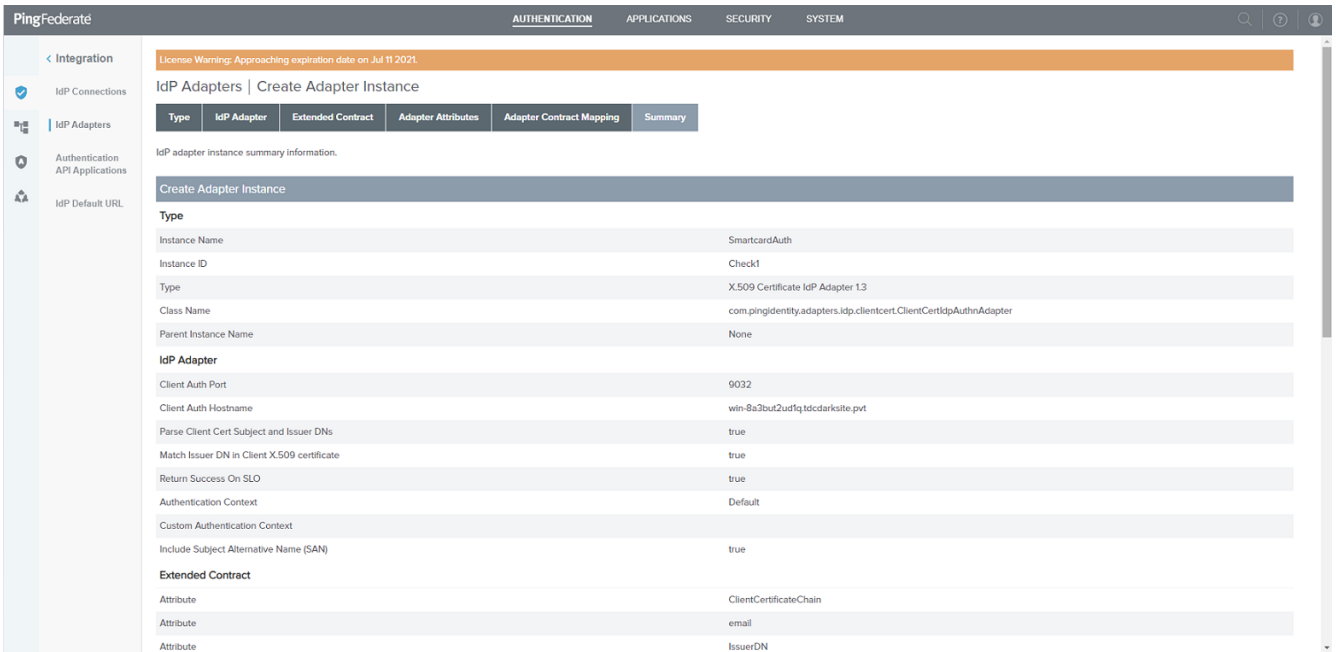 PingFederate
AUTHENTICATION
APPLICATIONS
SECURITY
SYSTEM
< Integration
IdP Connections
IdP Adapters
Authentication
API Applications
IdP Default URL
License Warning: Approaching expiration date on Jul 11 2021.
IdP Adapters | Create Adapter Instance
Type
IdP Adapter
Extended Contract
Adapter Attributes
Adapter Contract Mapping
Summary
IdP adapter instance summary information.
Create Adapter Instance
Type
Instance Name SmartcardAuth
Instance ID Check1
Type X.509 Certificate IdP Adapter 1.3
Class Name com.pingidentity.adapters.idp.clientcert.ClientCertIdpAuthnAdapter
Parent Instance Name None
IdP Adapter
Client Auth Port 9032
Client Auth Hostname win-8a3but2ud1q.tdcdarksite.pvt
Parse Client Cert Subject and Issuer DNs true
Match Issuer DN in Client X.509 certificate true
Return Success On SLO true
Authentication Context Default
Custom Authentication Context
Include Subject Alternative Name (SAN) true
Extended Contract
Attribute ClientCertificateChain
Attribute email
Attribute IssuerDN